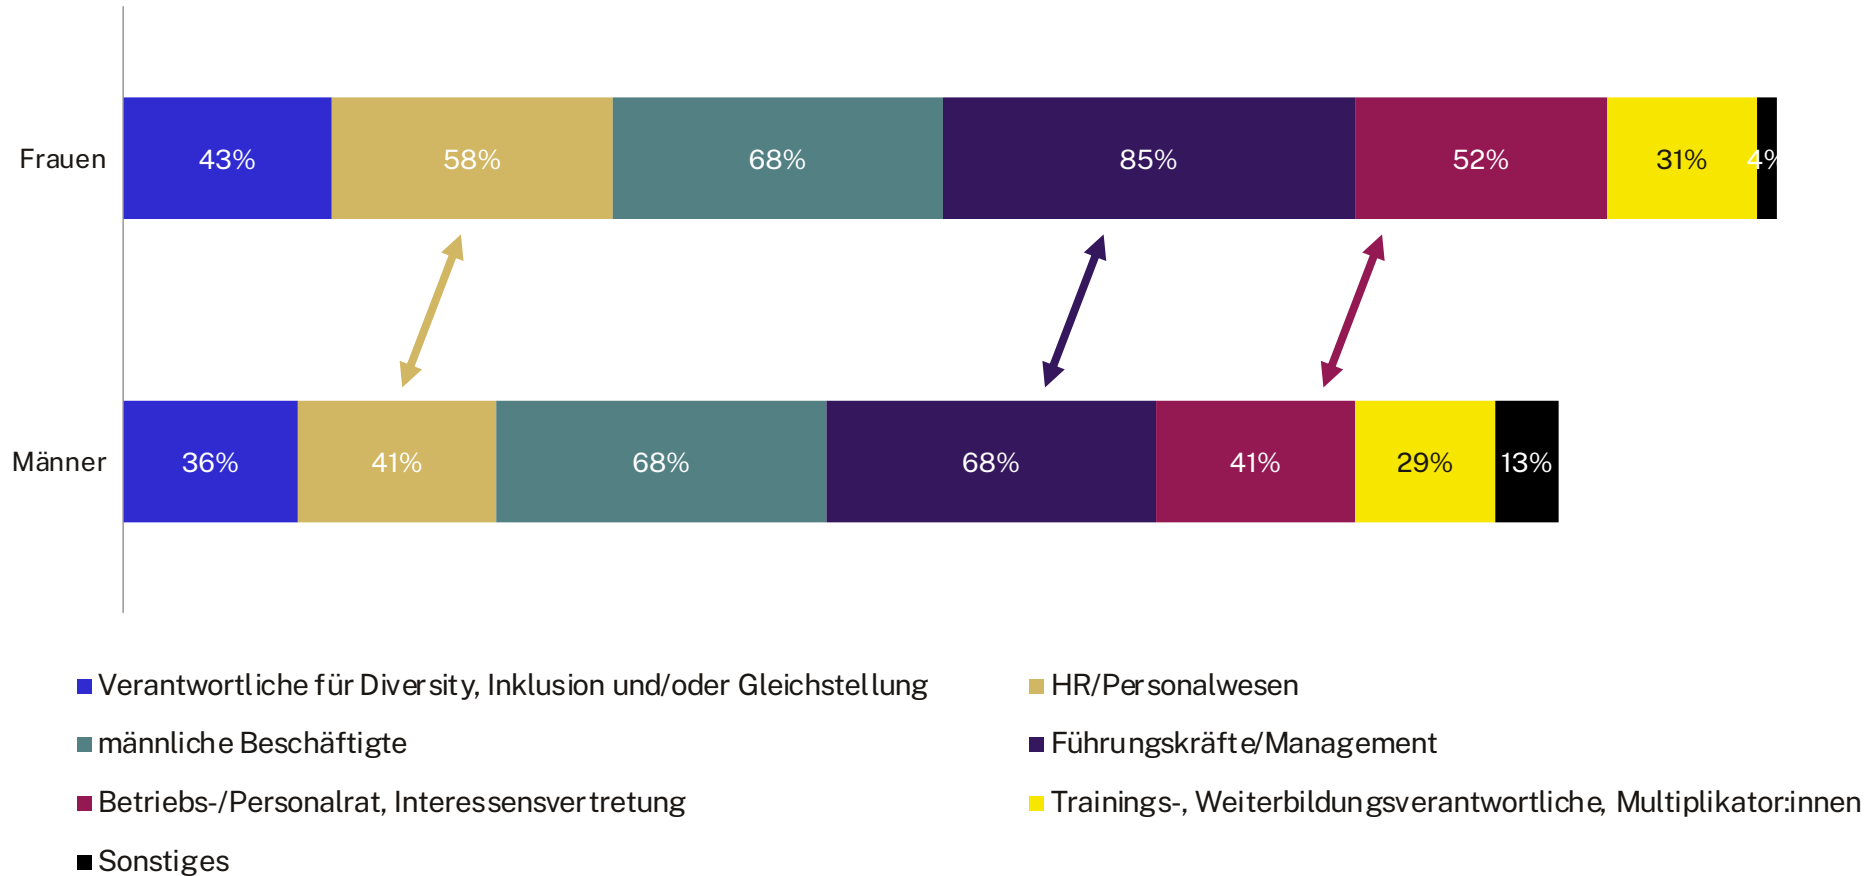 Frauen
43% 58% 68% 85% 52% 31% 4%
Männer
36% 41% 68% 68% 41% 29% 13%
Verantwortliche für Diversity, Inklusion und/oder Gleichstellung
HR/Personalwesen
männliche Beschäftigte
Führungskräfte/Management
Betriebs-/Personalrat, Interessensvertretung
Trainings-, Weiterbildungsverantwortliche, Multiplikator:innen
Sonstiges